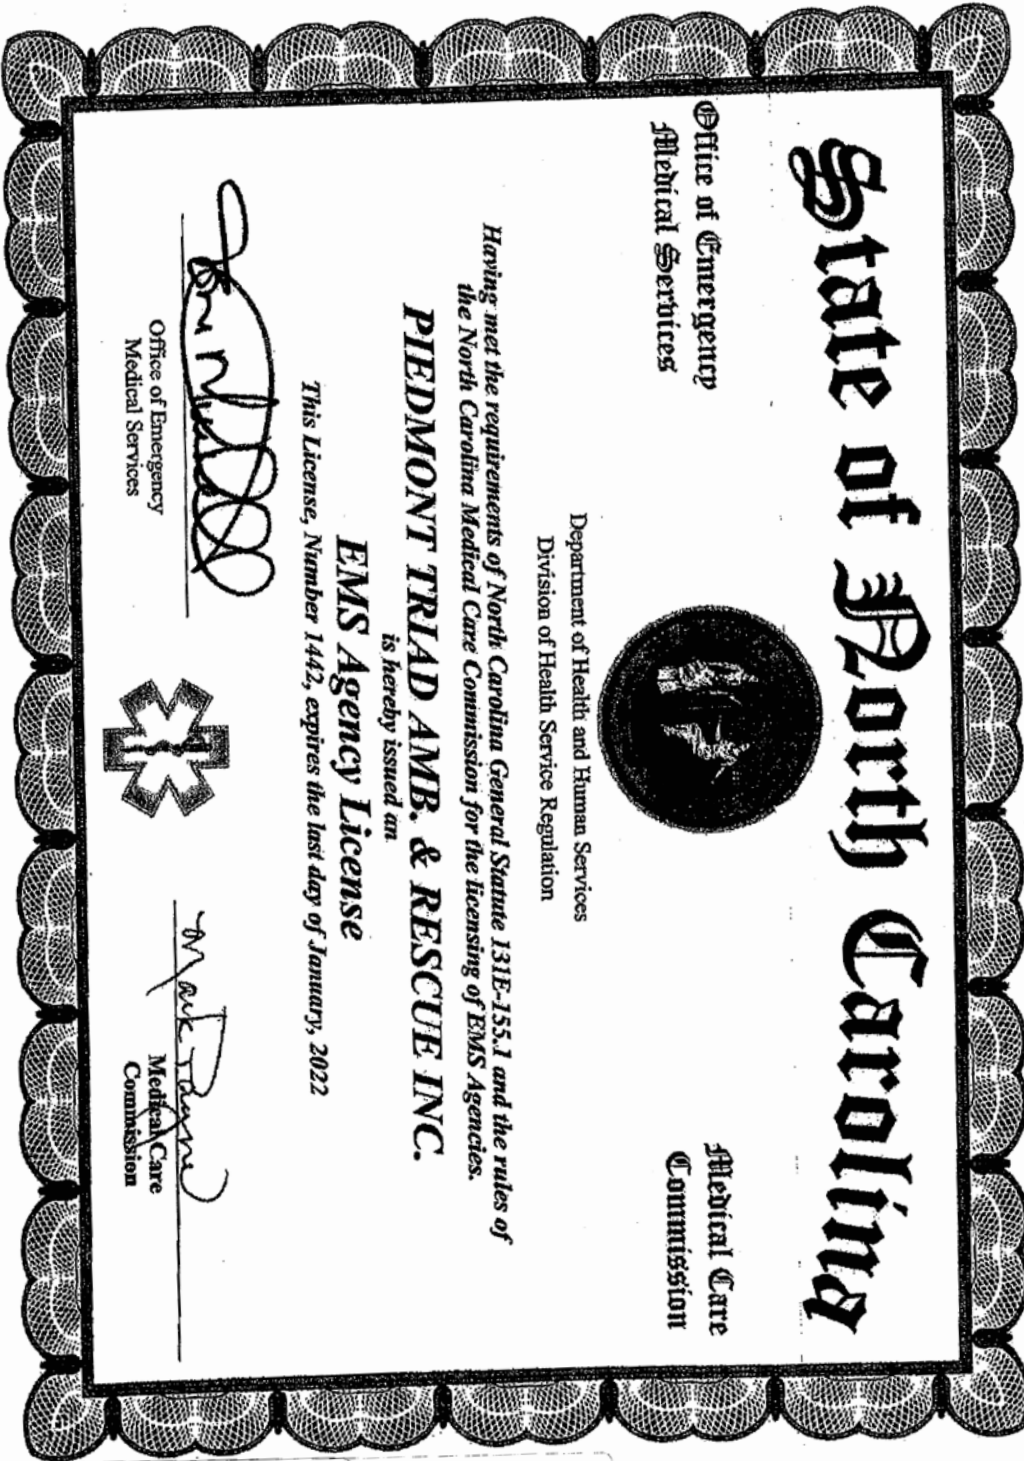 State of North Carolina
Office of Emergency
Medical Services
Medical Care
Commission
Department of Health and Human Services
Division of Health Service Regulation
Having met the requirements of North Carolina General Statute 131E-155.1 and the rules of
the North Carolina Medical Care Commission for the licensing of EMS Agencies.
PIEDMONT TRIAD AMB. & RESCUE INC.
is hereby issued an
EMS Agency License
This License, Number 1442, expires the last day of January, 2022
Office of Emergency
Medical Services
Mark Payne
Medical Care
Commission